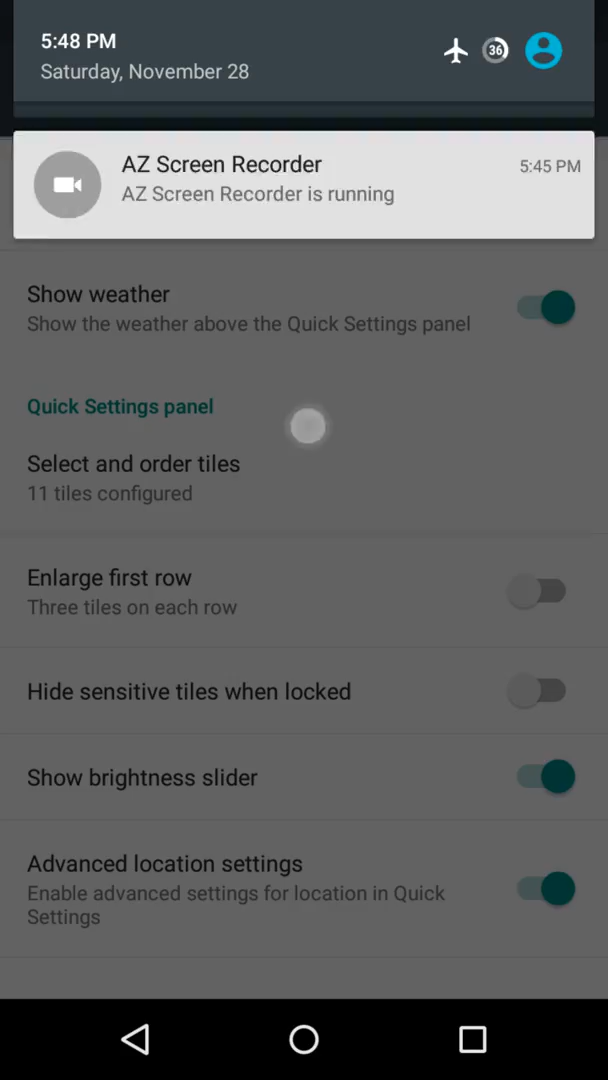 5:48 PM
36
Saturday, November 28
AZ Screen Recorder
5:45 PM
AZ Screen Recorder is running
Show weather
Show the weather above the Quick Settings panel
Quick Settings panel
Select and order tiles
11 tiles configured
Enlarge first row
Three tiles on each row
Hide sensitive tiles when locked
Show brightness slider
Advanced location settings
Enable advanced settings for location in Quick
Settings